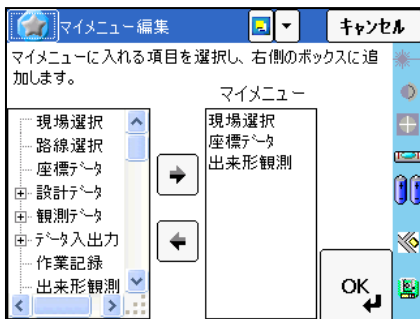 マイメニュー編集
キャンセル
マイメニューに入れる項目を選択し、右側のボックスに追
加します。
マイメニュー
現場選択
路線選択
座標データ
設計データ
観測データ
データ入出力
作業記録
出来形観測
現場選択
座標データ
出来形観測
OK